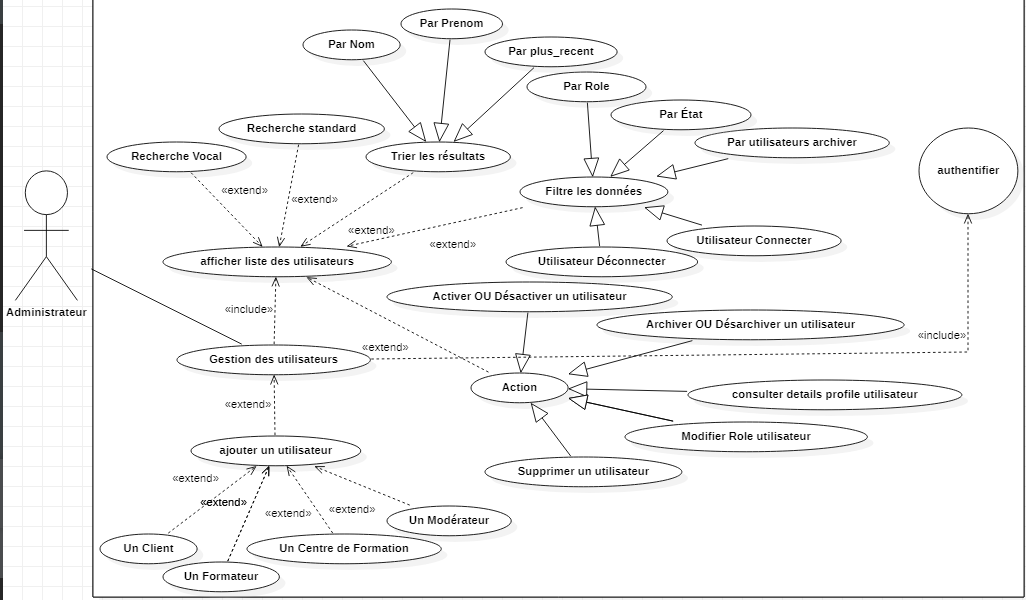 Par Prenom
Par Nom
Par plus_recent
Par Role
Par État
Recherche standard
Par utilisateurs archiver
Recherche Vocal
Trier les résultats
authentifier
«extend»
Filtre les données
«extend»
«extend»
«extend»
Utilisateur Connecter
afficher liste des utilisateurs
Utilisateur Déconnecter
Activer OU Désactiver un utilisateur
Administrateur
«include»
Archiver OU Désarchiver un utilisateur
«include»
«extend»
Gestion des utilisateurs
Action
consulter details profile utilisateur
«extend»
Modifier Role utilisateur
ajouter un utilisateur
Supprimer un utilisateur
«extend»
«extend»
«extend»
«extend»
Un Modérateur
Un Client
Un Centre de Formation
Un Formateur